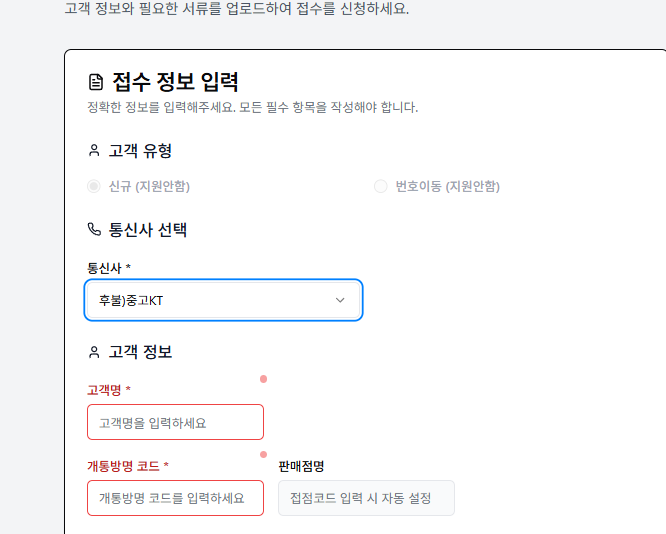 고객 정보와 필요한 서류를 업로드하여 접수를 신청하세요.
접수 정보 입력
정확한 정보를 입력해주세요. 모든 필수 항목을 작성해야 합니다.
고객 유형
신규 (지원안함) 번호이동 (지원안함)
통신사 선택
통신사 *
후불)중고KT
고객 정보
고객명 *
고객명을 입력하세요
개통방명 코드 * 판매점명
개통방명 코드를 입력하세요 접점코드 입력 시 자동 설정